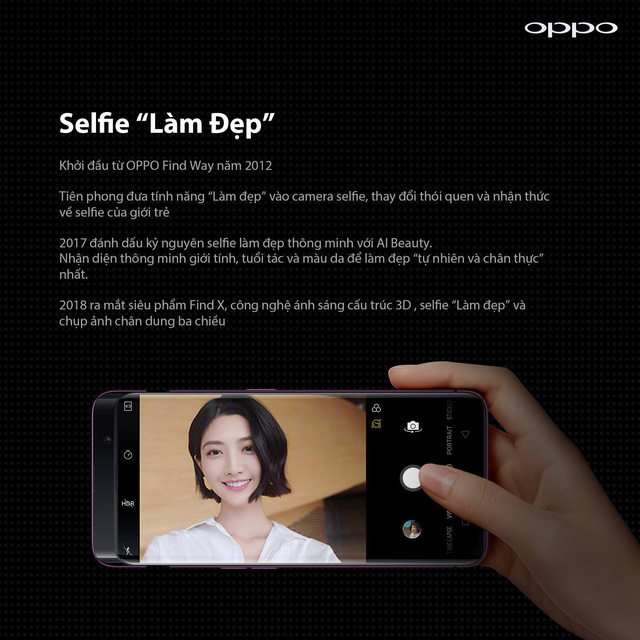 oppo
Selfie “Làm Đẹp”
Khởi đầu từ OPPO Find Way năm 2012
Tiên phong đưa tính năng “Làm đẹp” vào camera selfie, thay đổi thói quen và nhận thức
về selfie của giới trẻ
2017 đánh dấu kỷ nguyên selfie làm đẹp thông minh với AI Beauty.
Nhận diện thông minh giới tính, tuổi tác và màu da để làm đẹp “tự nhiên và chân thực”
nhất.
2018 ra mắt siêu phẩm Find X, công nghệ ánh sáng cấu trúc 3D , selfie “Làm đẹp” và
chụp ảnh chân dung ba chiều
HDR
PORTRAIT